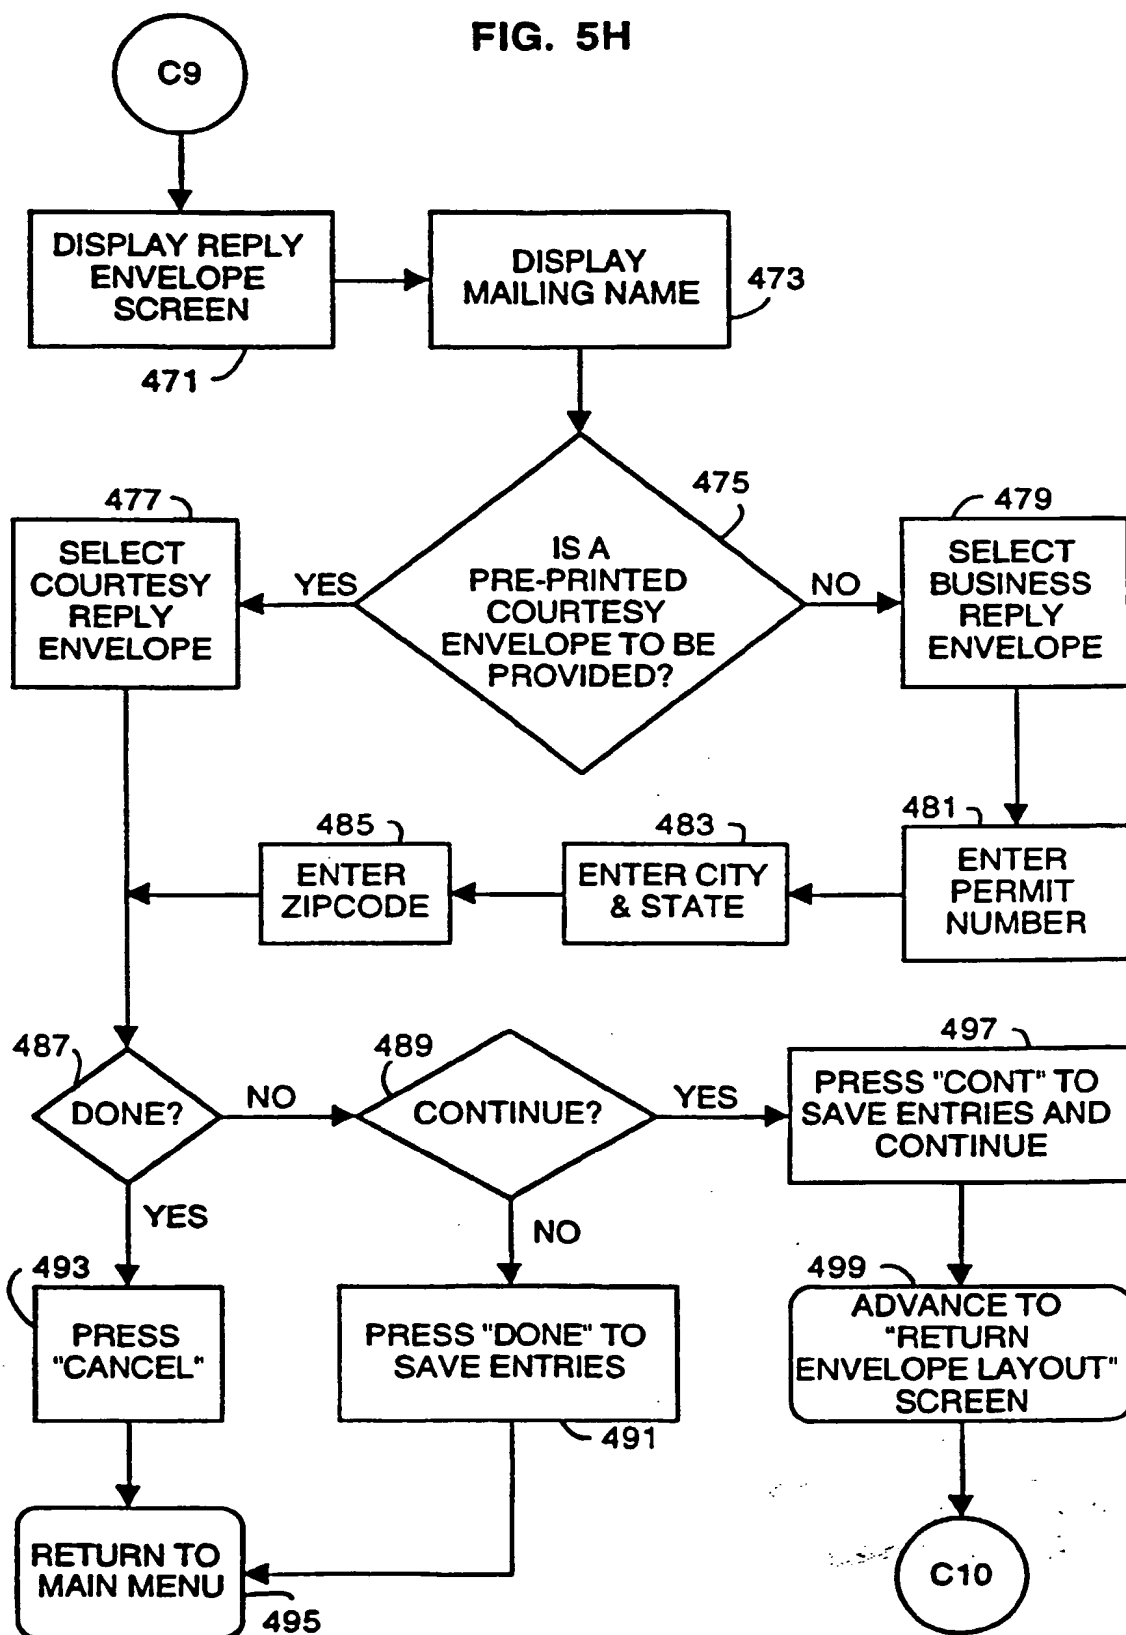 FIG. 5H
C9
DISPLAY REPLY
ENVELOPE
SCREEN
471
DISPLAY
MAILING NAME
473
475
IS A
PRE-PRINTED
COURTESY
ENVELOPE TO BE
PROVIDED?
YES
NO
477
SELECT
COURTESY
REPLY
ENVELOPE
479
SELECT
BUSINESS
REPLY
ENVELOPE
481
ENTER
PERMIT
NUMBER
483
ENTER CITY
& STATE
485
ENTER
ZIPCODE
487
DONE?
NO
YES
489
CONTINUE?
YES
NO
497
PRESS "CONT" TO
SAVE ENTRIES AND
CONTINUE
493
PRESS
"CANCEL"
PRESS "DONE" TO
SAVE ENTRIES
491
499
ADVANCE TO
"RETURN
ENVELOPE LAYOUT"
SCREEN
RETURN TO
MAIN MENU
495
C10